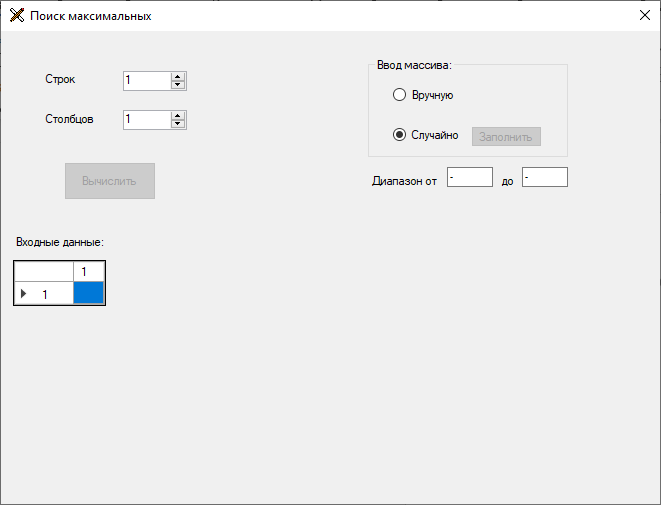 Поиск максимальных
Строк 1
Столбцов 1
Вычислить
Ввод массива:
Вручную
Случайно Заполнить
Диапазон от - до -
Входные данные:
1
1